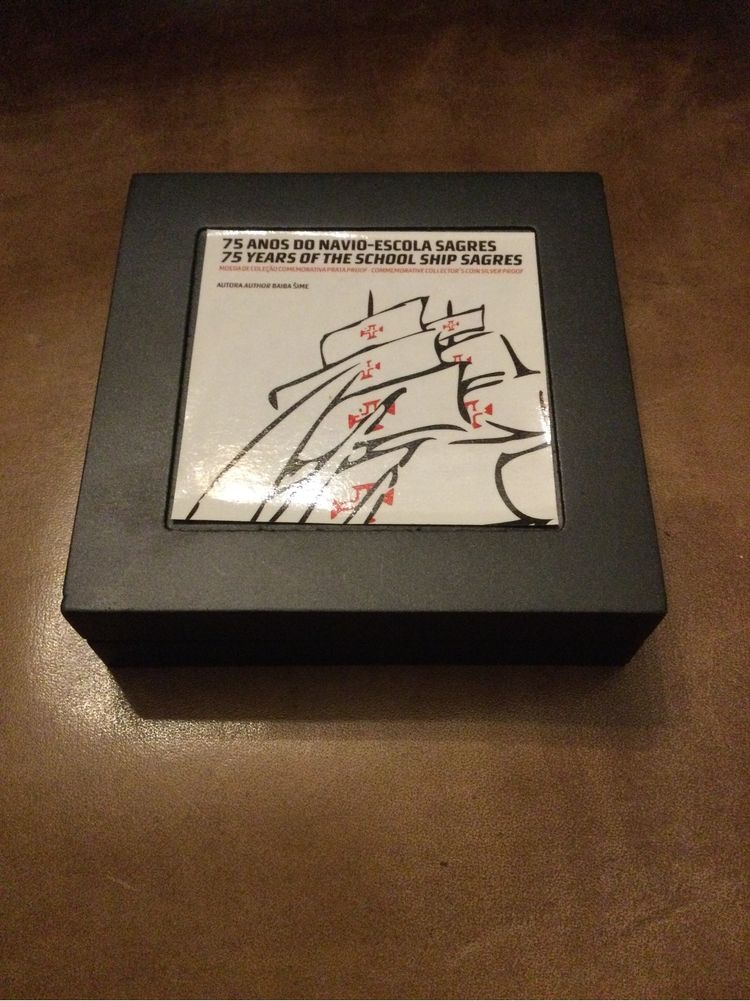 75 ANOS DO NAVIO-ESCOLA SAGRES
75 YEARS OF THE SCHOOL SHIP SAGRES
MOEDA DE COLEÇÃO COMEMORATIVA PRATA PROOF · COMMEMORATIVE COLLECTOR'S COIN SILVER PROOF
AUTORA AUTHOR BAIBA ŠIME